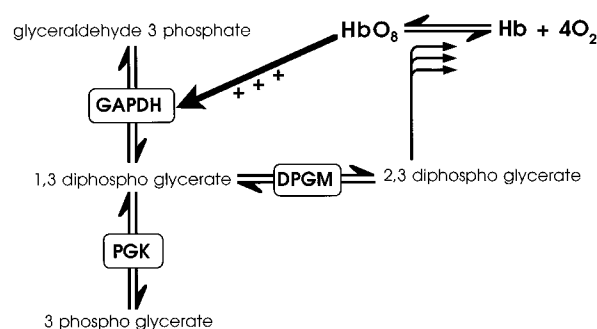 glyceraldehyde 3 phosphate
HbO₈
Hb + 4O₂
GAPDH
+ + +
1,3 diphospho glycerate
DPGM
2,3 diphospho glycerate
PGK
3 phospho glycerate